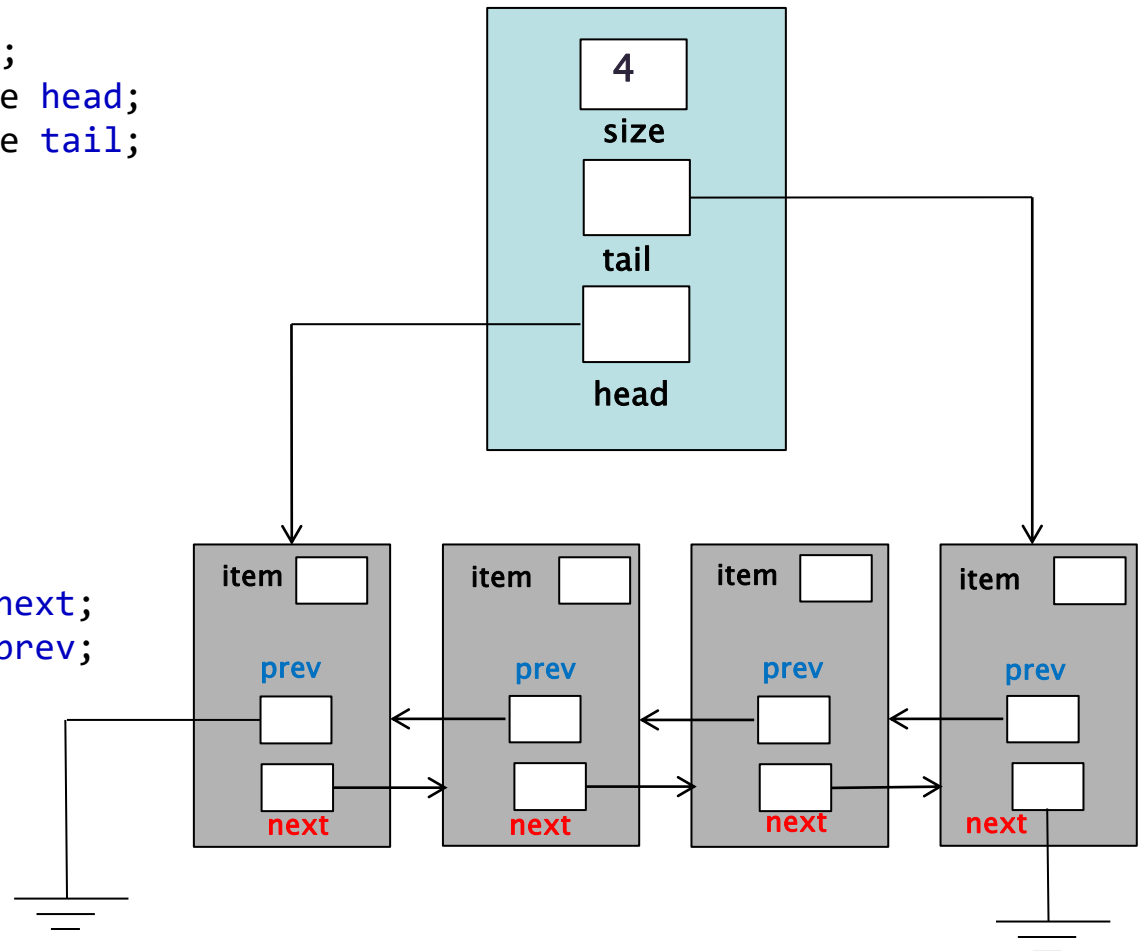 ;
e head;
e tail;
4
size
tail
head
next;
prev;
item
prev
next
item
prev
next
item
prev
next
item
prev
next